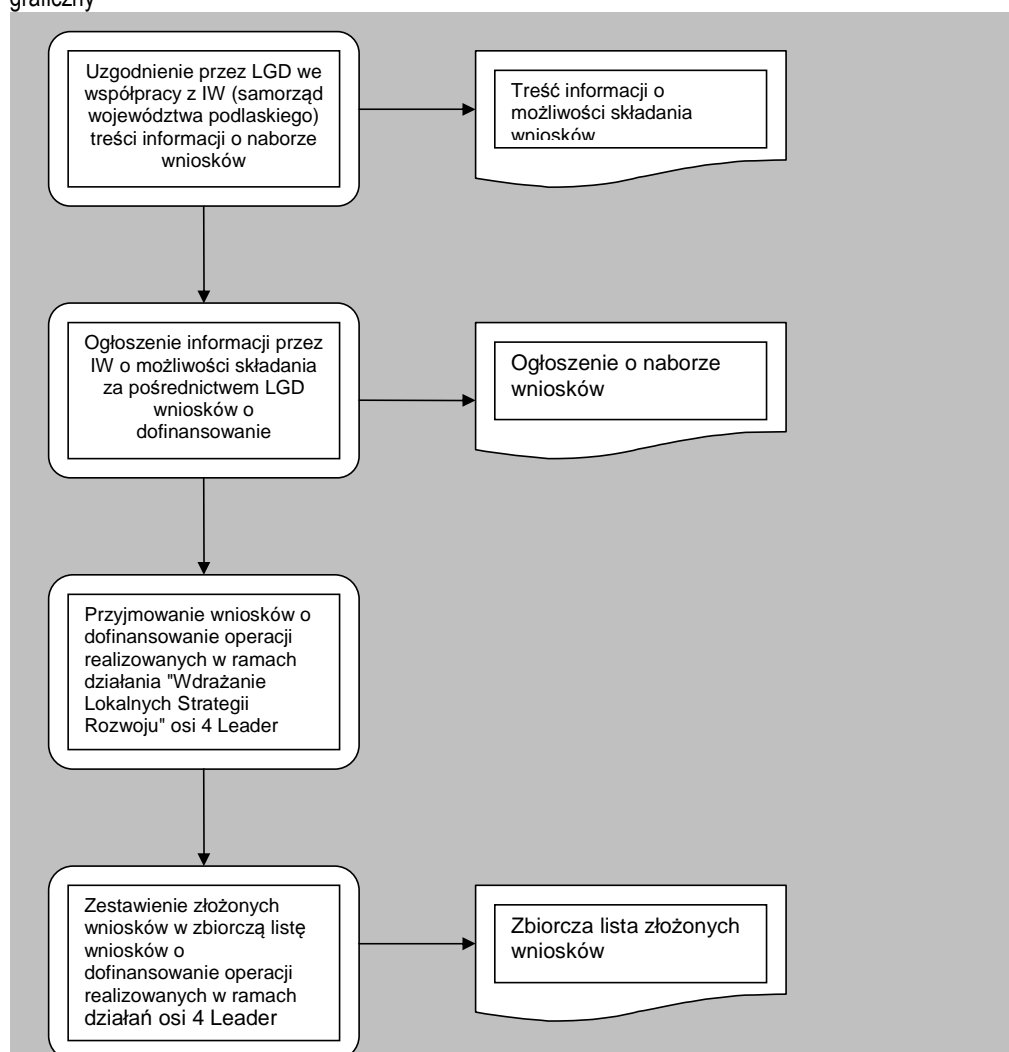 graficzny
Uzgodnienie przez LGD we
współpracy z IW (samorząd
województwa podlaskiego)
treści informacji o naborze
wniosków
Treść informacji o
możliwości składania
wniosków
Ogłoszenie informacji przez
IW o możliwości składania
za pośrednictwem LGD
wniosków o
dofinansowanie
Ogłoszenie o naborze
wniosków
Przyjmowanie wniosków o
dofinansowanie operacji
realizowanych w ramach
działania "Wdrażanie
Lokalnych Strategii
Rozwoju" osi 4 Leader
Zestawienie złożonych
wniosków w zbiorczą listę
wniosków o
dofinansowanie operacji
realizowanych w ramach
działań osi 4 Leader
Zbiorcza lista złożonych
wniosków